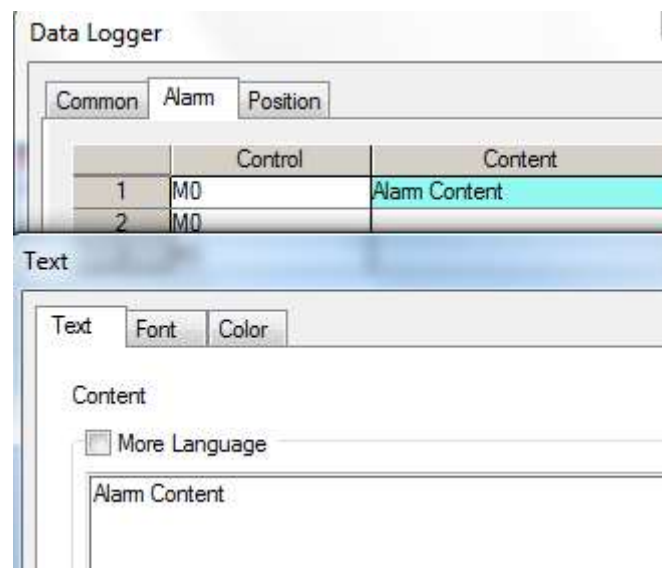 Data Logger
Common Alarm Position
Control Content
1 M0 Alarm Content
2 M0
Text
Text Font Color
Content
More Language
Alarm Content